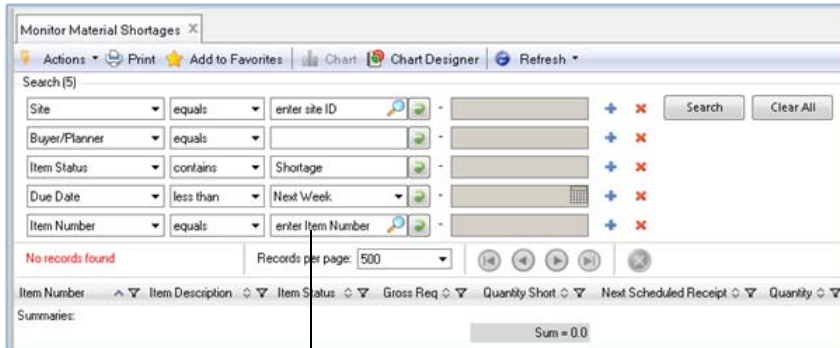 Monitor Material Shortages
Actions Print Add to Favorites Chart Chart Designer Refresh
Search (5)
Site equals enter site ID - Search Clear All
Buyer/Planner equals -
Item Status contains Shortage -
Due Date less than Next Week -
Item Number equals enter Item Number -
No records found Records per page: 500
Item Number Item Description Item Status Gross Req Quantity Short Next Scheduled Receipt Quantity
Summaries:
Sum = 0.0